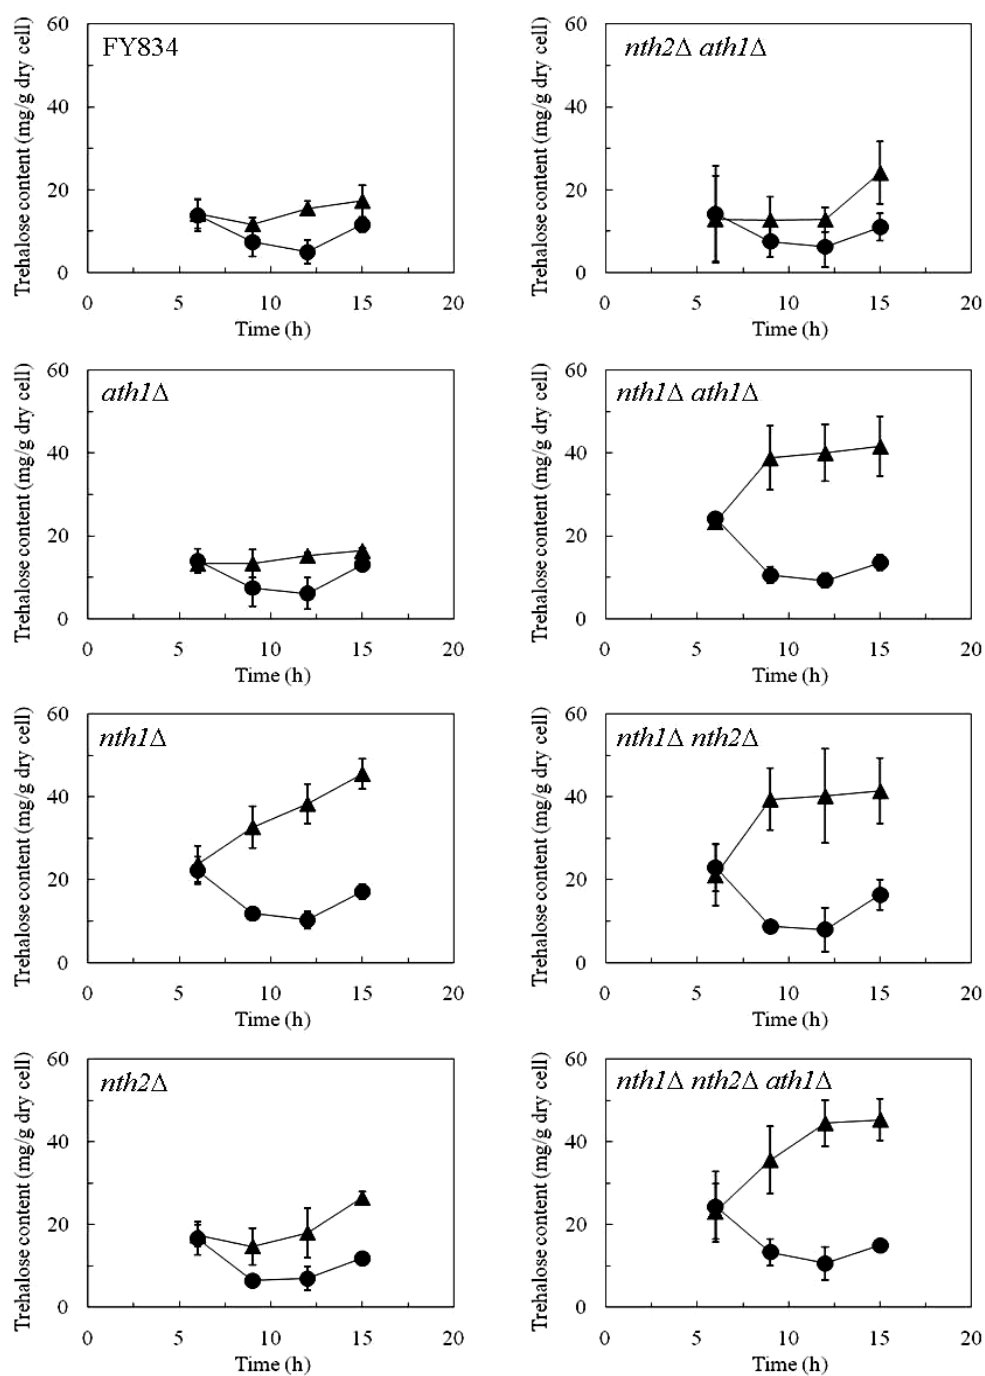 FY834
Trehalose content (mg/g dry cell)
60
40
20
0
0 5 10 15 20
Time (h)
nth2Δ ath1Δ
Trehalose content (mg/g dry cell)
60
40
20
0
0 5 10 15 20
Time (h)
ath1Δ
Trehalose content (mg/g dry cell)
60
40
20
0
0 5 10 15 20
Time (h)
nth1Δ ath1Δ
Trehalose content (mg/g dry cell)
60
40
20
0
0 5 10 15 20
Time (h)
nth1Δ
Trehalose content (mg/g dry cell)
60
40
20
0
0 5 10 15 20
Time (h)
nth1Δ nth2Δ
Trehalose content (mg/g dry cell)
60
40
20
0
0 5 10 15 20
Time (h)
nth2Δ
Trehalose content (mg/g dry cell)
60
40
20
0
0 5 10 15 20
Time (h)
nth1Δ nth2Δ ath1Δ
Trehalose content (mg/g dry cell)
60
40
20
0
0 5 10 15 20
Time (h)